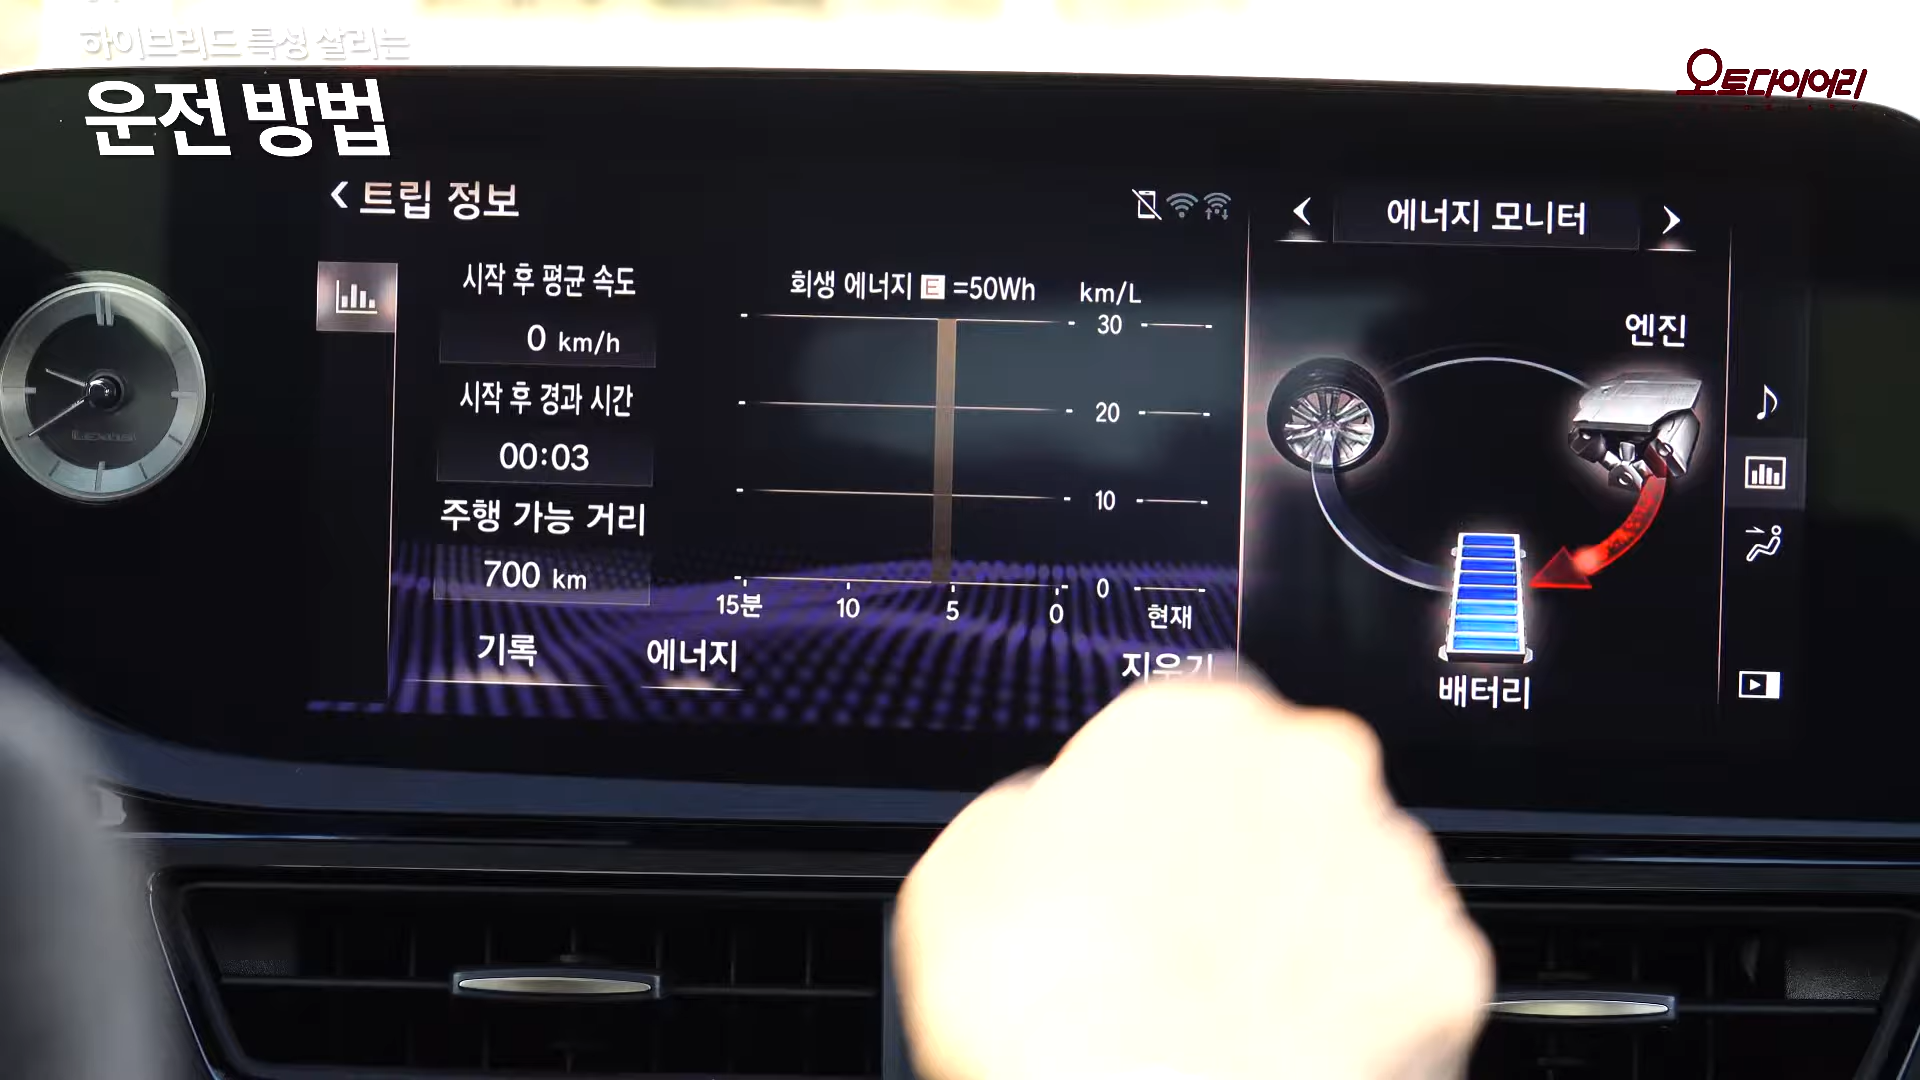 하이브리드 특성 살리는
운전 방법
오토다이어리
트립 정보
시작 후 평균 속도
0 km/h
시작 후 경과 시간
00:03
주행 가능 거리
700 km
기록
에너지
회생 에너지 E =50Wh
km/L
30
20
10
0
15분 10 5 0 현재
지우기
에너지 모니터
엔진
배터리
LEXUS